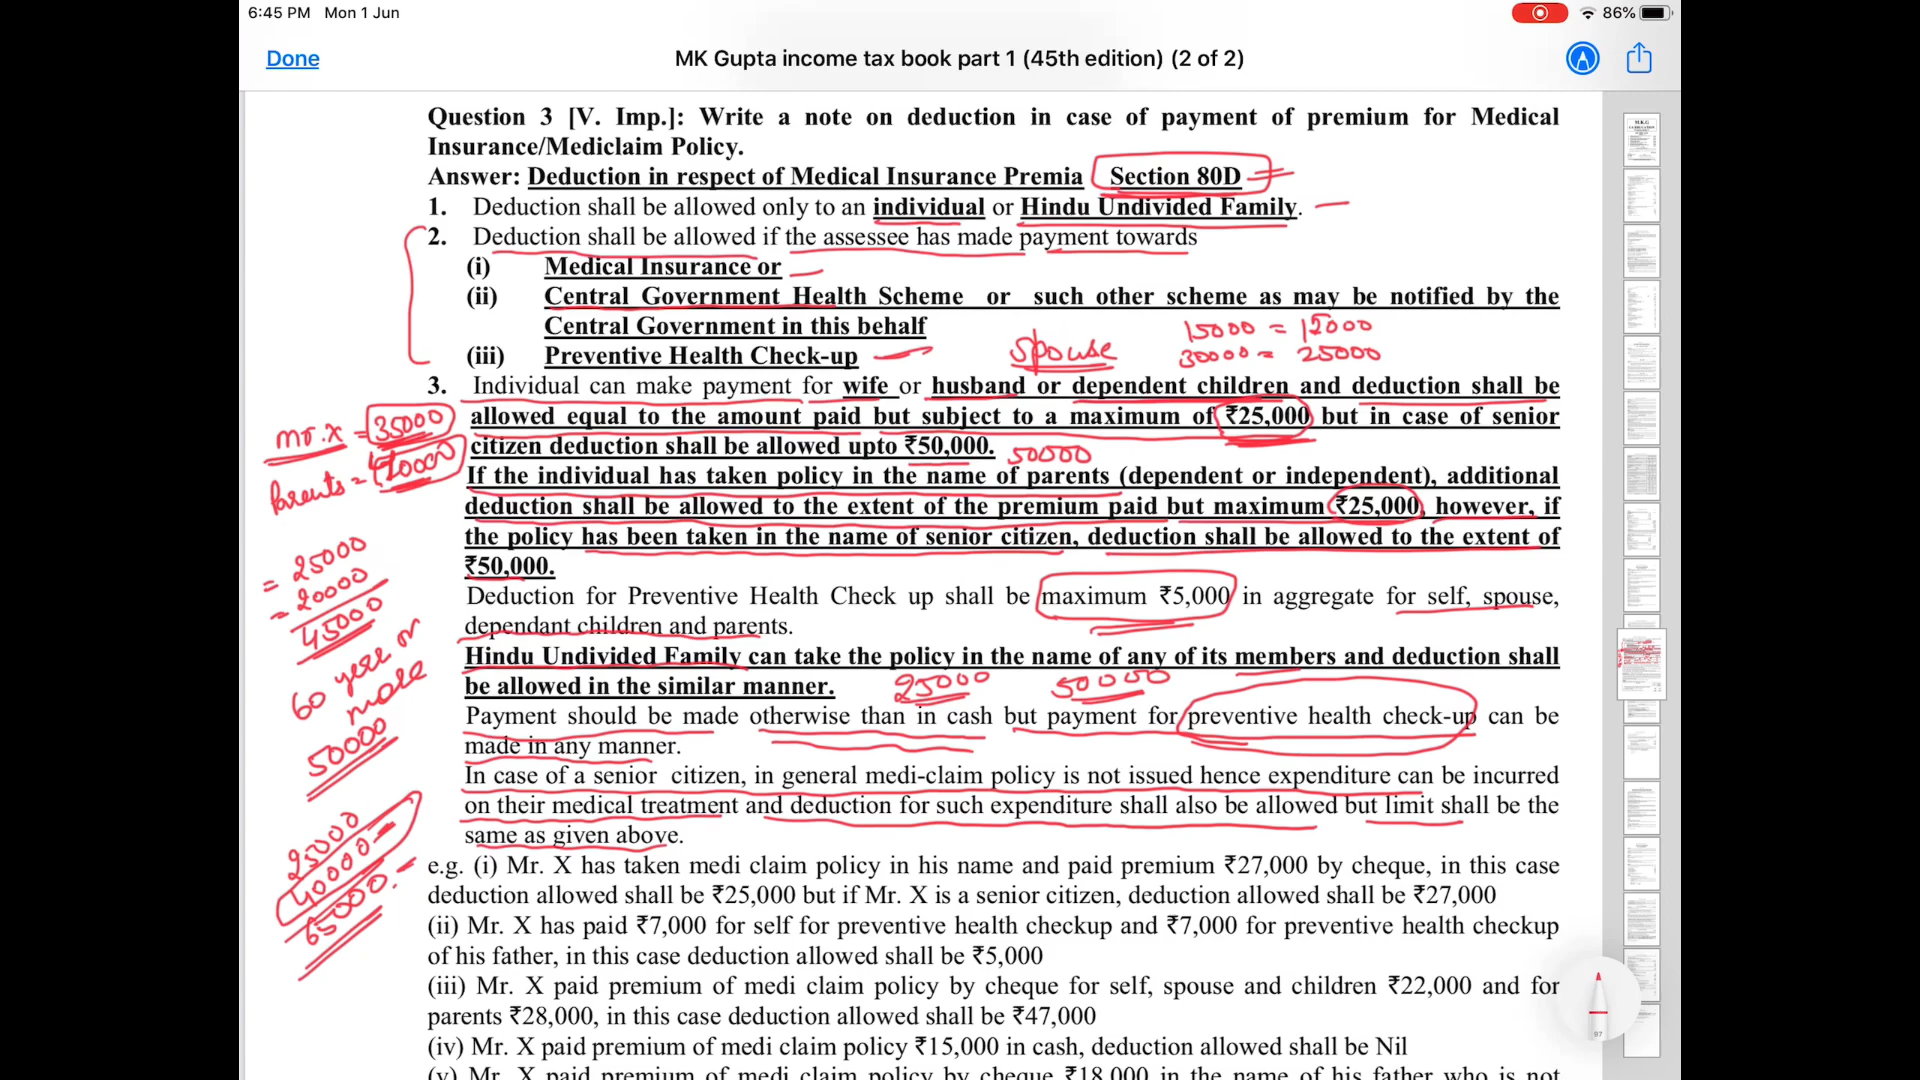 6:45 PM Mon 1 Jun
86%
Done
MK Gupta income tax book part 1 (45th edition) (2 of 2)
Question 3 [V. Imp.]: Write a note on deduction in case of payment of premium for Medical
Insurance/Mediclaim Policy.
Answer: Deduction in respect of Medical Insurance Premia Section 80D
1. Deduction shall be allowed only to an individual or Hindu Undivided Family.
2. Deduction shall be allowed if the assessee has made payment towards
(i) Medical Insurance or
(ii) Central Government Health Scheme or such other scheme as may be notified by the
Central Government in this behalf
(iii) Preventive Health Check-up
spouse
15000 = 15000
30000 = 25000
3. Individual can make payment for wife or husband or dependent children and deduction shall be
allowed equal to the amount paid but subject to a maximum of ₹25,000 but in case of senior
citizen deduction shall be allowed upto ₹50,000.
50000
If the individual has taken policy in the name of parents (dependent or independent), additional
deduction shall be allowed to the extent of the premium paid but maximum ₹25,000, however, if
the policy has been taken in the name of senior citizen, deduction shall be allowed to the extent of
₹50,000.
Deduction for Preventive Health Check up shall be maximum ₹5,000 in aggregate for self, spouse,
dependant children and parents.
Hindu Undivided Family can take the policy in the name of any of its members and deduction shall
be allowed in the similar manner.
25000 50000
Payment should be made otherwise than in cash but payment for preventive health check-up can be
made in any manner.
In case of a senior citizen, in general medi-claim policy is not issued hence expenditure can be incurred
on their medical treatment and deduction for such expenditure shall also be allowed but limit shall be the
same as given above.
mr. X = 35000
Parents =
= 25000
= 20000
4500
60 year or
more
50000
25000
40000
65000
e.g. (i) Mr. X has taken medi claim policy in his name and paid premium ₹27,000 by cheque, in this case
deduction allowed shall be ₹25,000 but if Mr. X is a senior citizen, deduction allowed shall be ₹27,000
(ii) Mr. X has paid ₹7,000 for self for preventive health checkup and ₹7,000 for preventive health checkup
of his father, in this case deduction allowed shall be ₹5,000
(iii) Mr. X paid premium of medi claim policy by cheque for self, spouse and children ₹22,000 and for
parents ₹28,000, in this case deduction allowed shall be ₹47,000
(iv) Mr. X paid premium of medi claim policy ₹15,000 in cash, deduction allowed shall be Nil
(v) Mr. X paid premium of medi claim policy by cheque ₹18,000 in the name of his father who is not
97